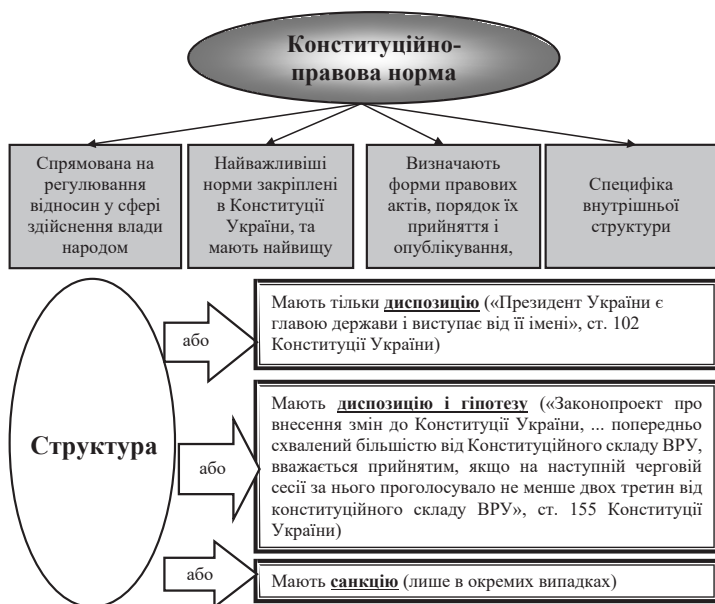 Конституційно-
правова норма
Спрямована на
регулювання
відносин у сфері
здійснення влади
народом
Найважливіші
норми закріплені
в Конституції
України, та
мають найвищу
Визначають
форми правових
актів, порядок їх
прийняття і
опублікування,
Специфіка
внутрішньої
структури
Структура
або
Мають тільки диспозицію («Президент України є
главою держави і виступає від її імені», ст. 102
Конституції України)
або
Мають диспозицію і гіпотезу («Законопроект про
внесення змін до Конституції України, ... попередньо
схвалений більшістю від Конституційного складу ВРУ,
вважається прийнятим, якщо на наступній черговій
сесії за нього проголосувало не менше двох третин від
конституційного складу ВРУ», ст. 155 Конституції
України)
або
Мають санкцію (лише в окремих випадках)